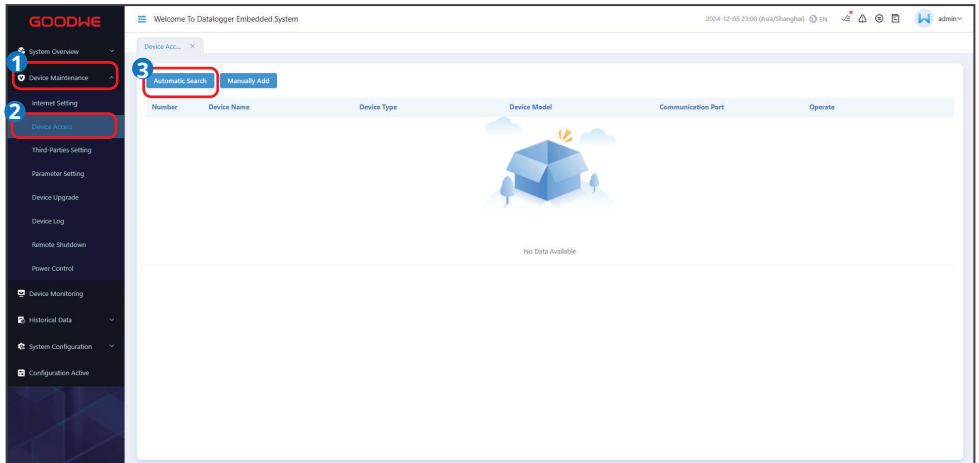 GOODWE
Welcome To Datalogger Embedded System
2024-12-05 21:08 (Asia/Shanghai) EN
admin
System Overview
Device Acc...
1
Device Maintenance
3
Automatic Search
Manually Add
Internet Setting
Number Device Name Device Type Device Model Communication Port Operate
2
Device Access
Third-Parties Setting
Parameter Setting
Device Upgrade
Device Log
Remote Shutdown
No Data Available
Power Control
Device Monitoring
Historical Data
System Configuration
Configuration Active